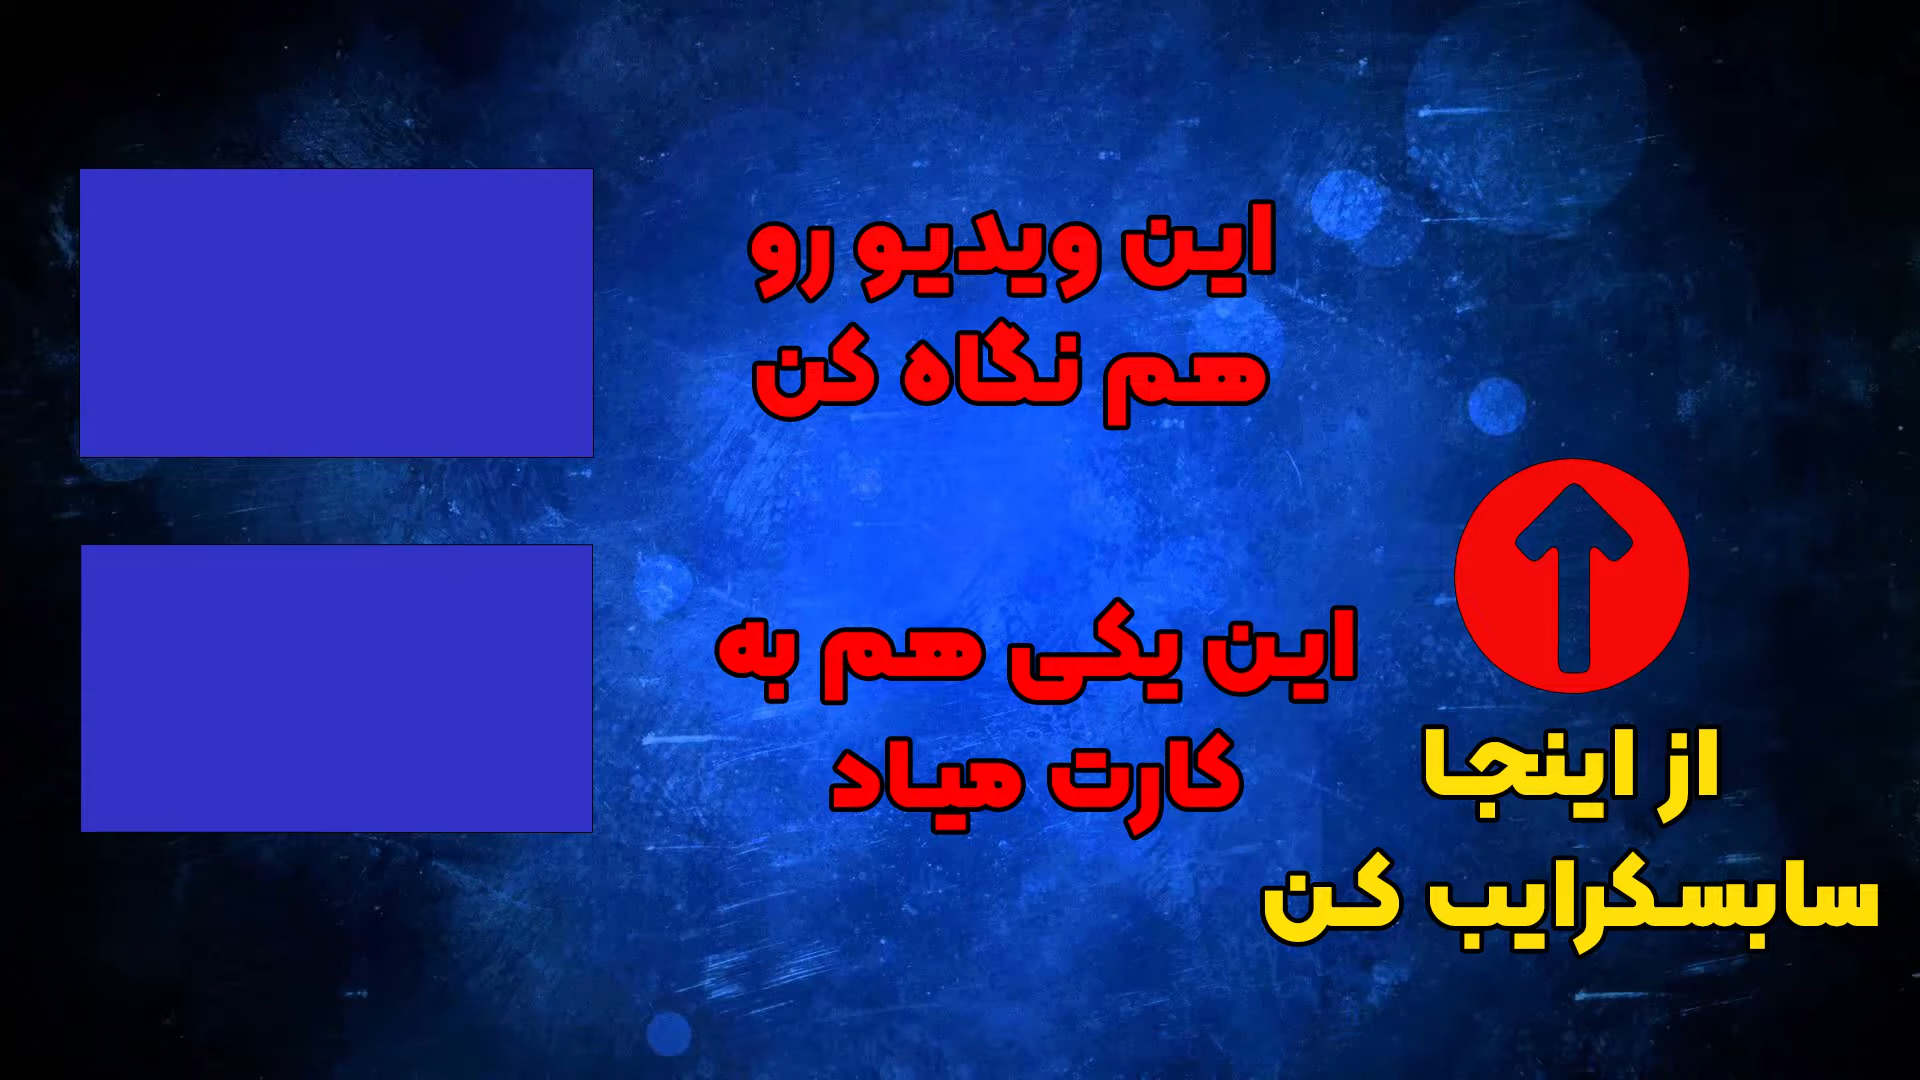 این ویدیو رو
هم نگاه کن
این یکی هم به
کارت میاد
از اینجا
سابسکرایب کن